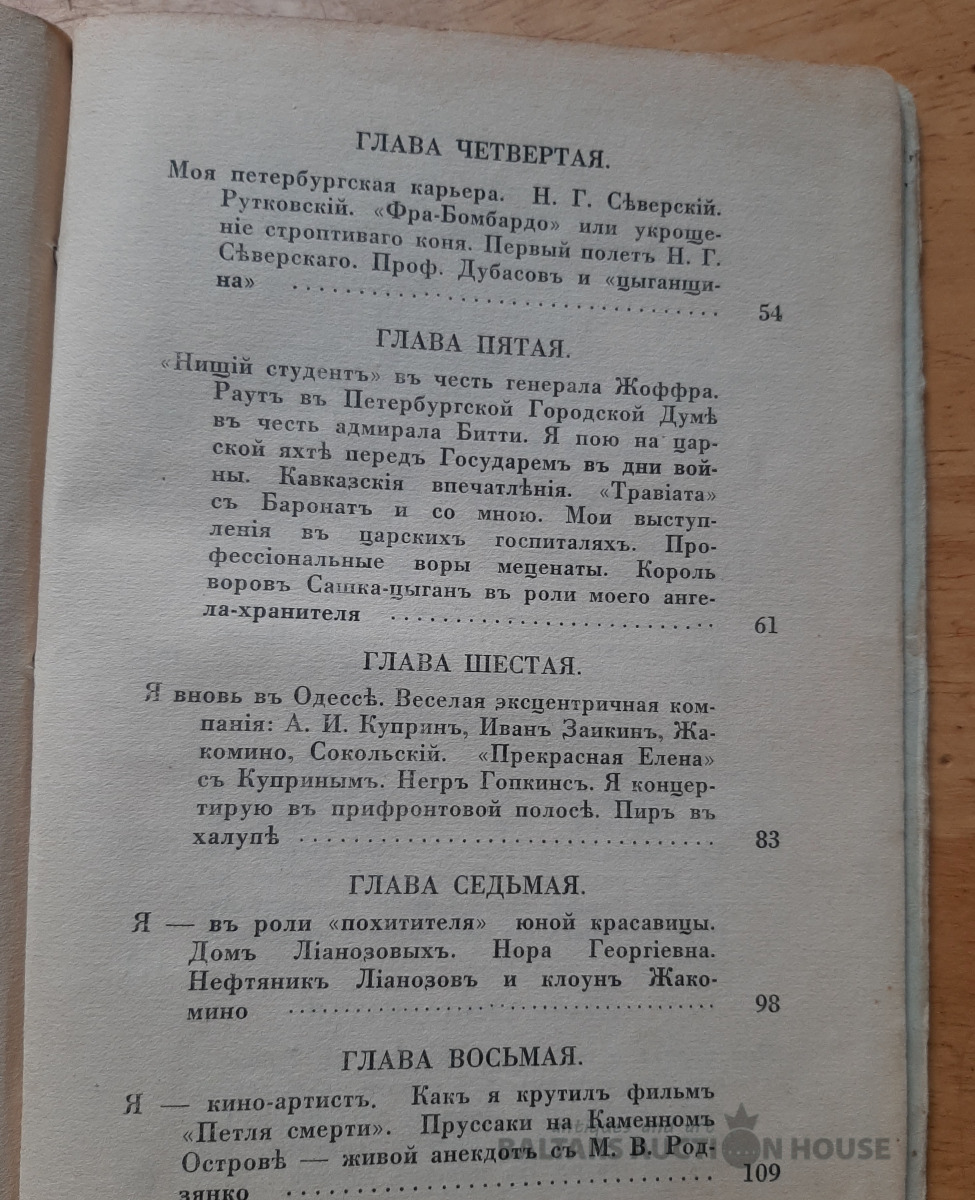 ГЛАВА ЧЕТВЕРТАЯ.
Моя петербургская карьера. Н. Г. Сѣверскій.
Рутковскій. «Фра-Бомбардо» или укроще-
ніе строптиваго коня. Первый полетъ Н. Г.
Сѣверскаго. Проф. Дубасовъ и «цыганщи-
на» . . . . . . . . . . . . . . . . . . . . 54
ГЛАВА ПЯТАЯ.
«Нищій студентъ» въ честь генерала Жоффра.
Раутъ въ Петербургской Городской Думѣ
въ честь адмирала Битти. Я пою на цар-
ской яхтѣ передъ Государемъ въ дни вой-
ны. Кавказскія впечатлѣнія. «Травіата»
съ Баронатъ и со мною. Мои выступ-
ленія въ царскихъ госпиталяхъ. Про-
фессіональные воры меценаты. Король
воровъ Сашка-цыганъ въ роли моего анге-
ла-хранителя . . . . . . . . . . . . . . . . 61
ГЛАВА ШЕСТАЯ.
Я вновь въ Одессѣ. Веселая эксцентричная ком-
панія: А. И. Купринъ, Иванъ Заикинъ, Жа-
комино, Сокольскій. «Прекрасная Елена»
съ Купринымъ. Негръ Гопкинсъ. Я концер-
тирую въ прифронтовой полосѣ. Пиръ въ
халупѣ . . . . . . . . . . . . . . . . . . . 83
ГЛАВА СЕДЬМАЯ.
Я — въ роли «похитителя» юной красавицы.
Домъ Ліанозовыхъ. Нора Георгіевна.
Нефтяникъ Ліанозов и клоунъ Жако-
мино . . . . . . . . . . . . . . . . . . . . 98
ГЛАВА ВОСЬМАЯ.
Я — кино-артистъ. Какъ я крутилъ фильмъ
«Петля смерти». Пруссаки на Каменномъ
Островѣ — живой анекдотъ съ М. В. Род-
зянко . . . . . . . . . . . . . . . . . . . . 109
antiques and art
BALTARS AUCTION HOUSE